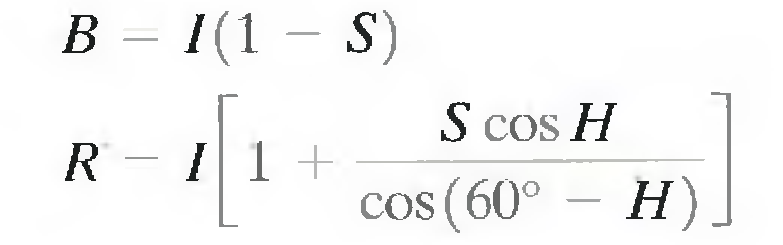 B = I(1 − S)
R = I[1 + S cos H / cos(60° − H)]